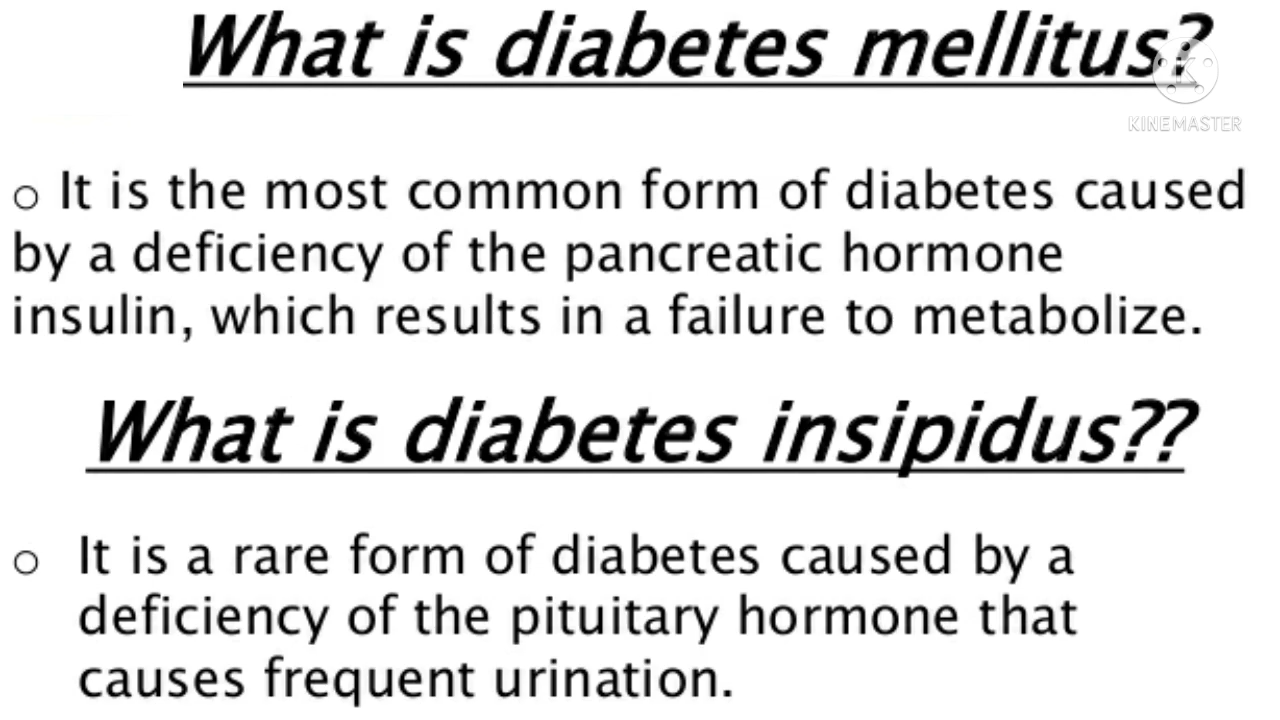 What is diabetes mellitus?
KINEMASTER
o It is the most common form of diabetes caused
by a deficiency of the pancreatic hormone
insulin, which results in a failure to metabolize.
What is diabetes insipidus??
o It is a rare form of diabetes caused by a
deficiency of the pituitary hormone that
causes frequent urination.